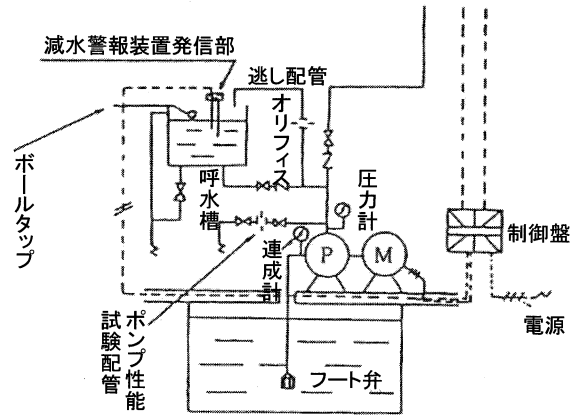 減水警報装置発信部
逃し配管
オリフィス
ボールタップ
呼水槽
圧力計
連成計
P
M
制御盤
ポンプ性能
試験配管
フート弁
電源